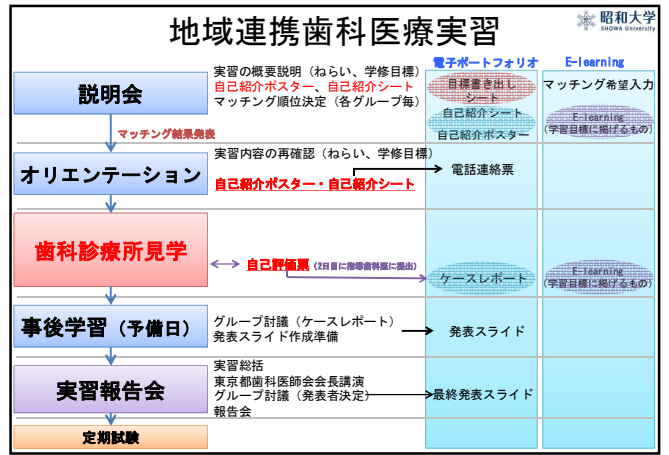 地域連携歯科医療実習
昭和大学
SHOWA University
電子ポートフォリオ
E-learning
説明会
実習の概要説明（ねらい、学修目標）
自己紹介ポスター、自己紹介シート
マッチング順位決定（各グループ毎）
目標書き出し
シート
自己紹介シート
自己紹介ポスター
マッチング希望入力
E-learning
(学習目標に掲げるもの)
マッチング結果発表
オリエンテーション
実習内容の再確認（ねらい、学修目標）
自己紹介ポスター・自己紹介シート
電話連絡票
歯科診療所見学
自己評価票（2日目に指導歯科医に提出）
ケースレポート
E-learning
(学習目標に掲げるもの)
事後学習（予備日）
グループ討議（ケースレポート）
発表スライド作成準備
発表スライド
実習報告会
実習総括
東京都歯科医師会会長講演
グループ討議（発表者決定）
報告会
最終発表スライド
定期試験